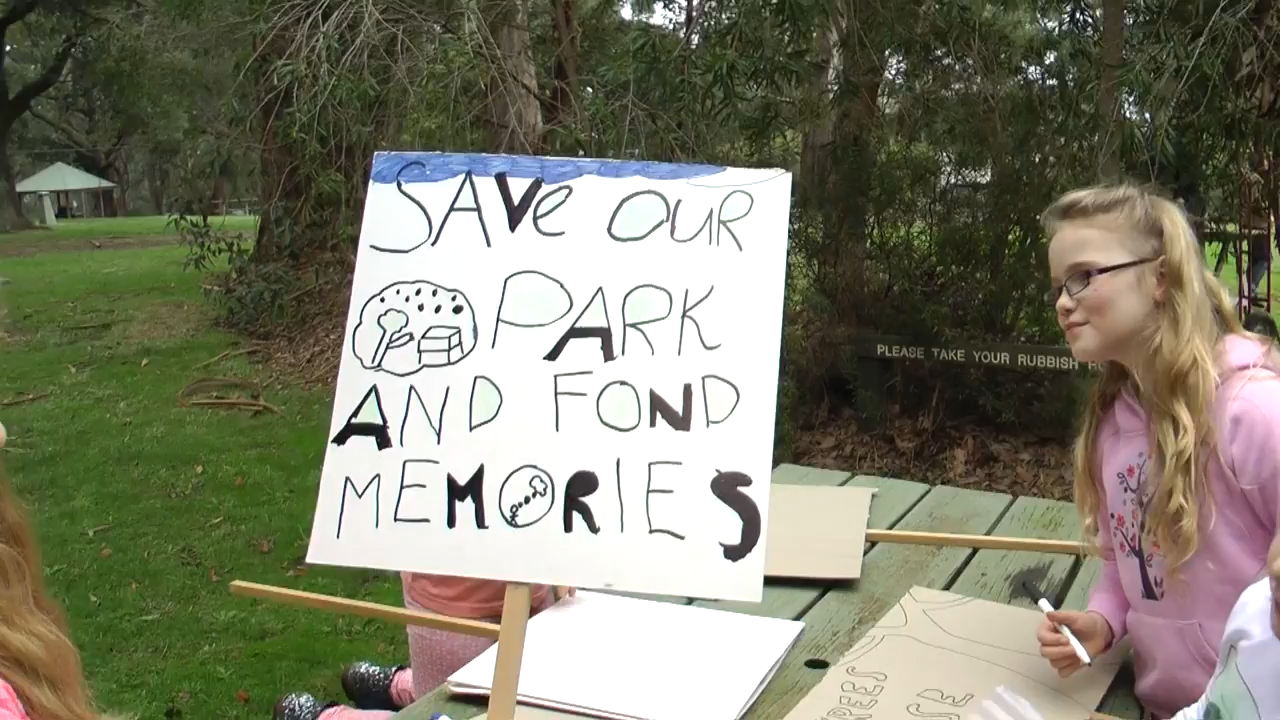 SAVe OUR
PARK
AND FOND
MEMORIES
PLEASE TAKE YOUR RUBBISH